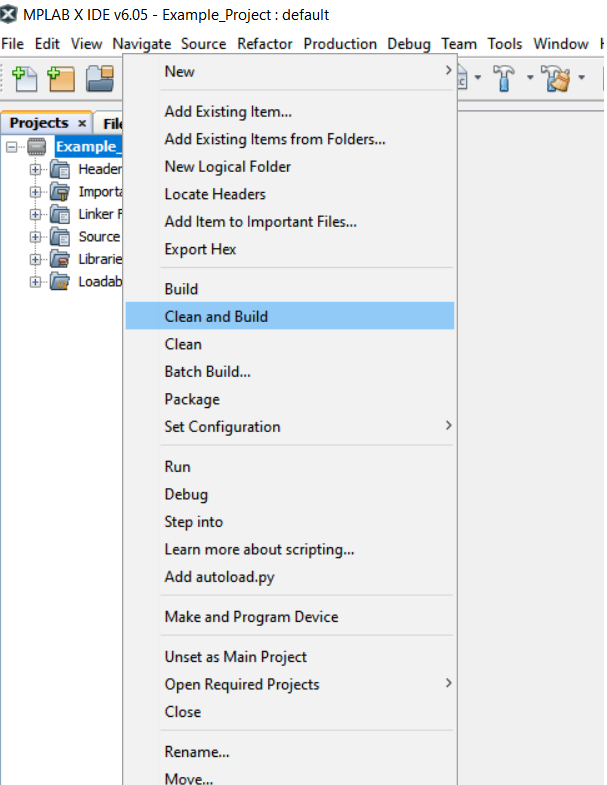 MPLAB X IDE v6.05 - Example_Project : default
File Edit View Navigate Source Refactor Production Debug Team Tools Window
Projects ×
Example_
Header
Importa
Linker F
Source
Librarie
Loadab
New
Add Existing Item...
Add Existing Items from Folders...
New Logical Folder
Locate Headers
Add Item to Important Files...
Export Hex
Build
Clean and Build
Clean
Batch Build...
Package
Set Configuration
Run
Debug
Step into
Learn more about scripting...
Add autoload.py
Make and Program Device
Unset as Main Project
Open Required Projects
Close
Rename...
Move...